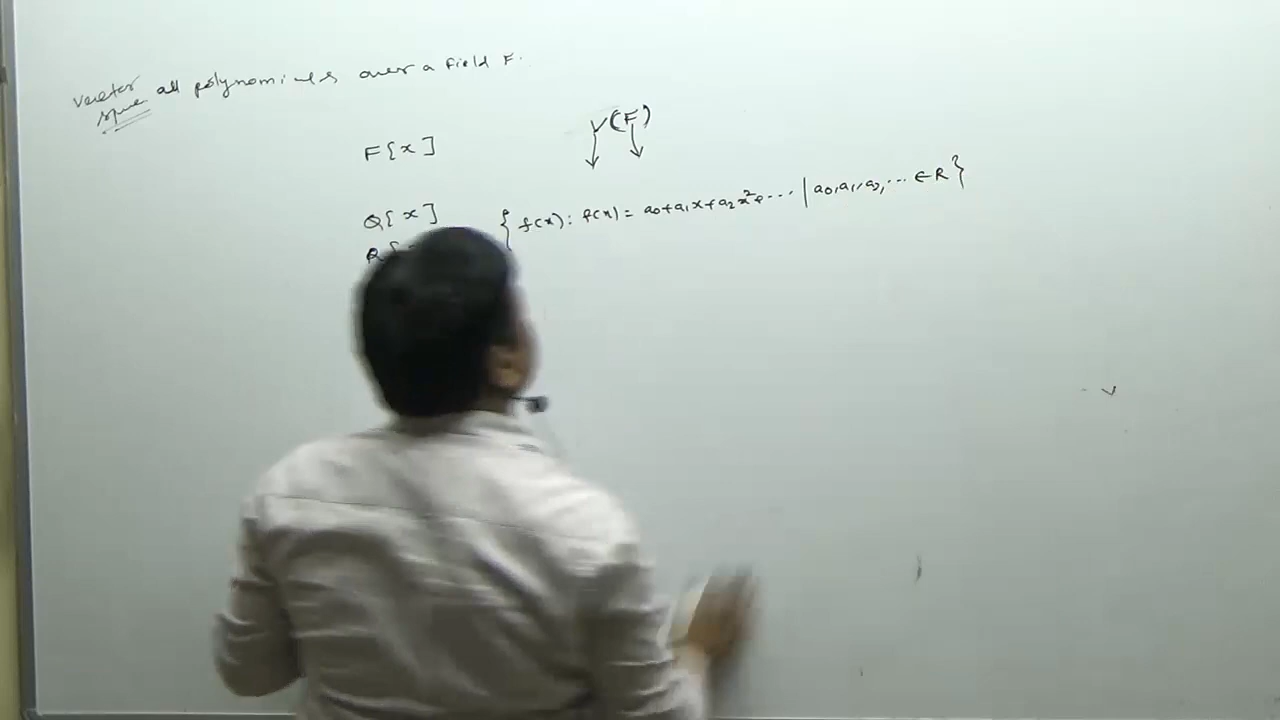 Vector all polynomials over a field F.
space
V(F)
F[x]
Q[x] { f(x) : f(x) = a0+a1x+a2x²+... | a0,a1,a2,... ∈ R }
R[